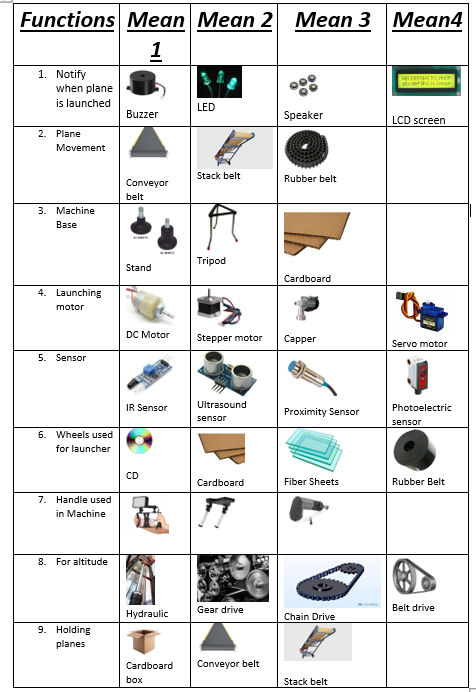 Functions Mean 1 Mean 2 Mean 3 Mean4
1. Notify when plane is launched
Buzzer
LED
Speaker
LCD screen
2. Plane Movement
Conveyor belt
Stack belt
Rubber belt
3. Machine Base
Stand
Tripod
Cardboard
4. Launching motor
DC Motor
Stepper motor
Capper
Servo motor
5. Sensor
IR Sensor
Ultrasound sensor
Proximity Sensor
Photoelectric sensor
6. Wheels used for launcher
CD
Cardboard
Fiber Sheets
Rubber Belt
7. Handle used in Machine
8. For altitude
Hydraulic
Gear drive
Chain Drive
Belt drive
9. Holding planes
Cardboard box
Conveyor belt
Stack belt